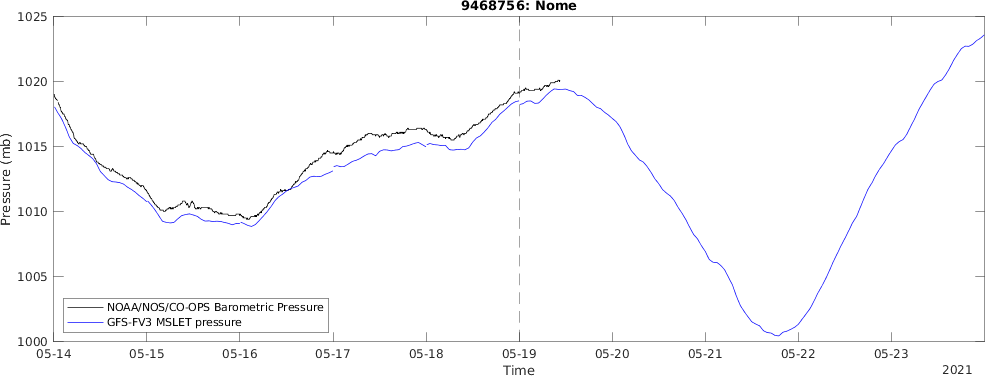 9468756: Nome
1025
1020
1015
1010
1005
1000
Pressure (mb)
NOAA/NOS/CO-OPS Barometric Pressure
GFS-FV3 MSLET pressure
05-14 05-15 05-16 05-17 05-18 05-19 05-20 05-21 05-22 05-23
Time
2021